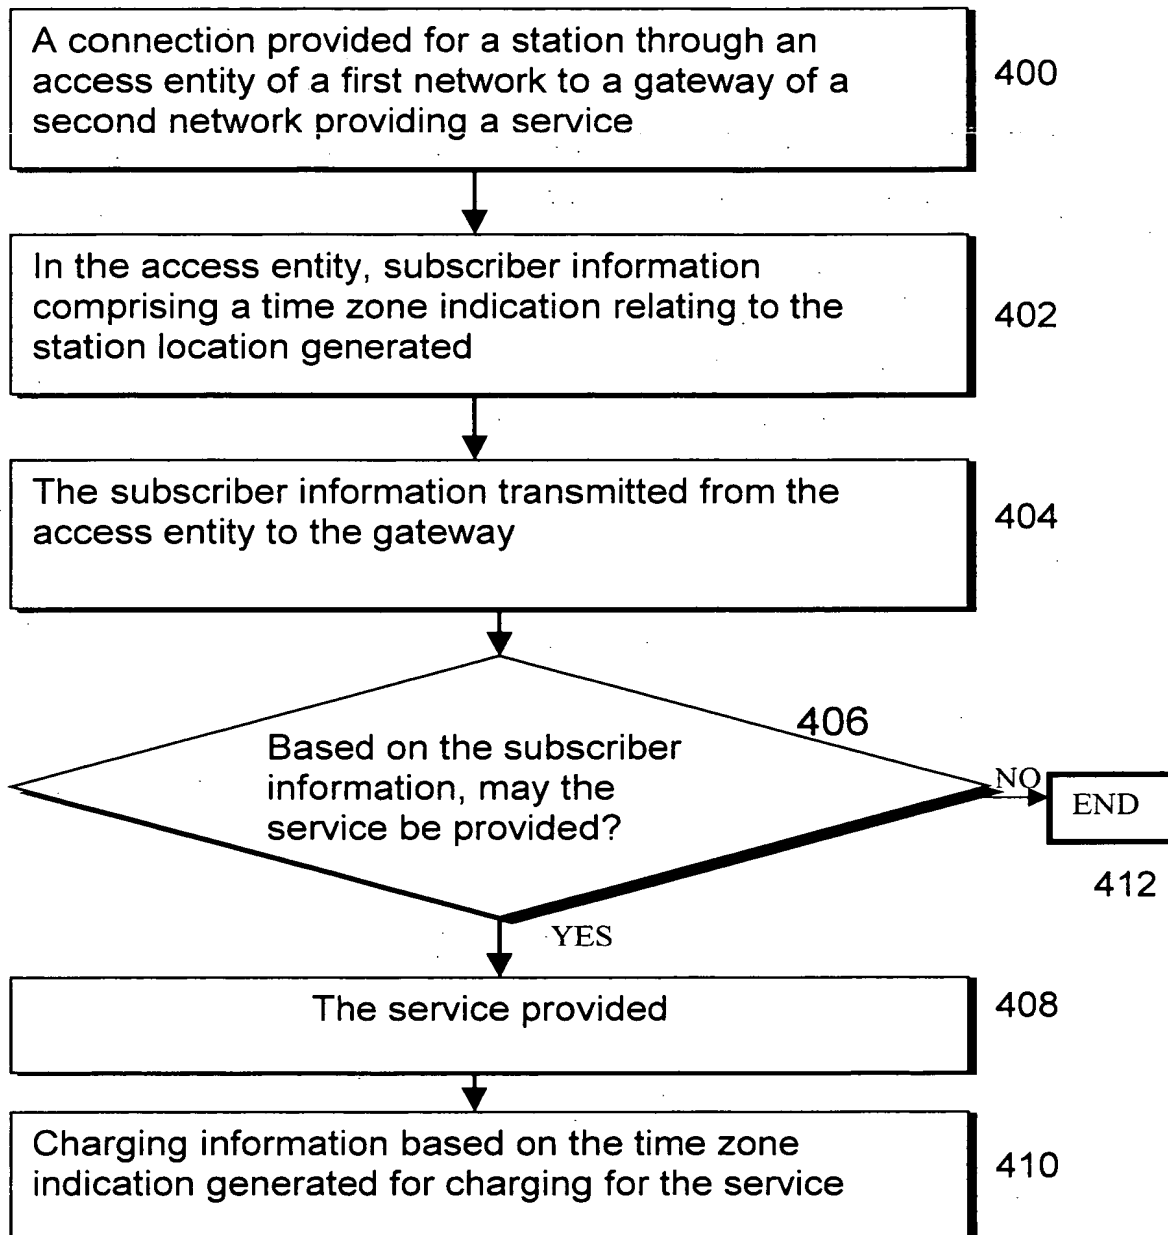 A connection provided for a station through an
access entity of a first network to a gateway of a
second network providing a service
400
In the access entity, subscriber information
comprising a time zone indication relating to the
station location generated
402
The subscriber information transmitted from the
access entity to the gateway
404
406
Based on the subscriber
information, may the
service be provided?
NO
END
412
YES
The service provided
408
Charging information based on the time zone
indication generated for charging for the service
410